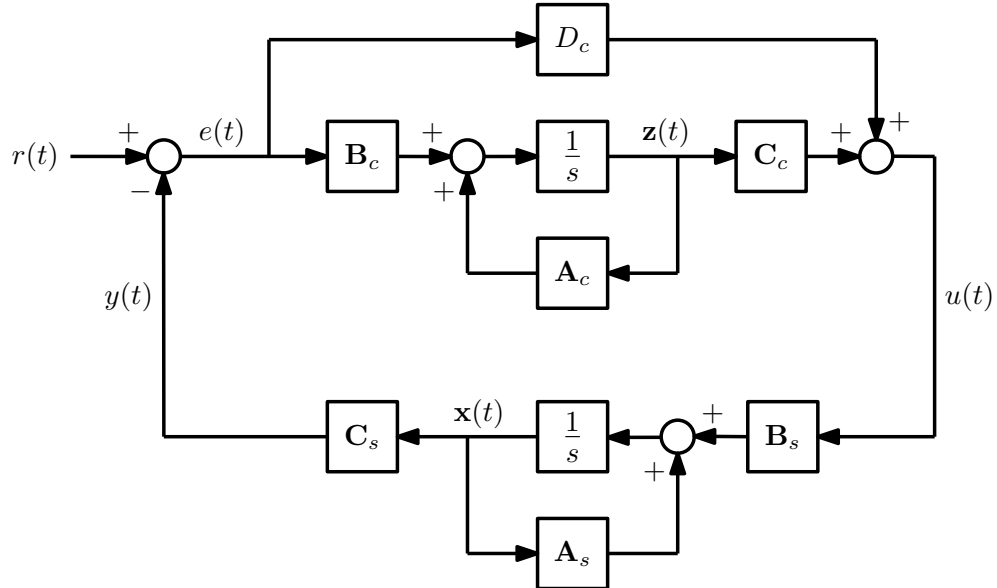 D_c
+ e(t) + z(t) + +
r(t) B_c 1/s C_c
− +
A_c
y(t) u(t)
x(t) +
C_s 1/s B_s
+
A_s